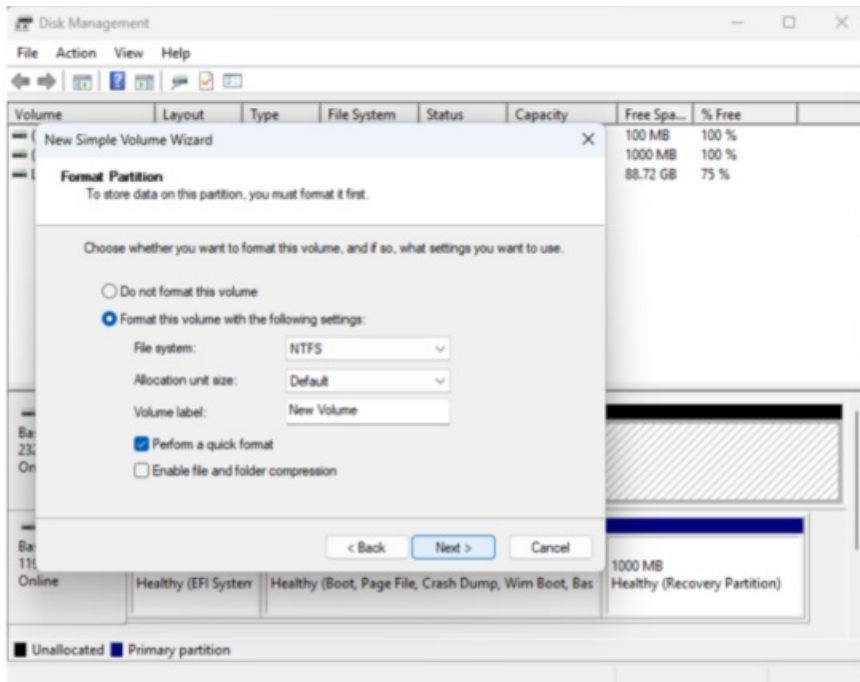 Disk Management
File Action View Help
Volume Layout Type File System Status Capacity Free Spa... % Free
100 MB 100 %
1000 MB 100 %
88.72 GB 75 %
New Simple Volume Wizard
Format Partition
To store data on this partition, you must format it first.
Choose whether you want to format this volume, and if so, what settings you want to use.
Do not format this volume
Format this volume with the following settings:
File system: NTFS
Allocation unit size: Default
Volume label: New Volume
Perform a quick format
Enable file and folder compression
< Back Next > Cancel
Ba
232
On
Ba
119
Online
Healthy (EFI System
Healthy (Boot, Page File, Crash Dump, Wim Boot, Bas
1000 MB
Healthy (Recovery Partition)
Unallocated Primary partition